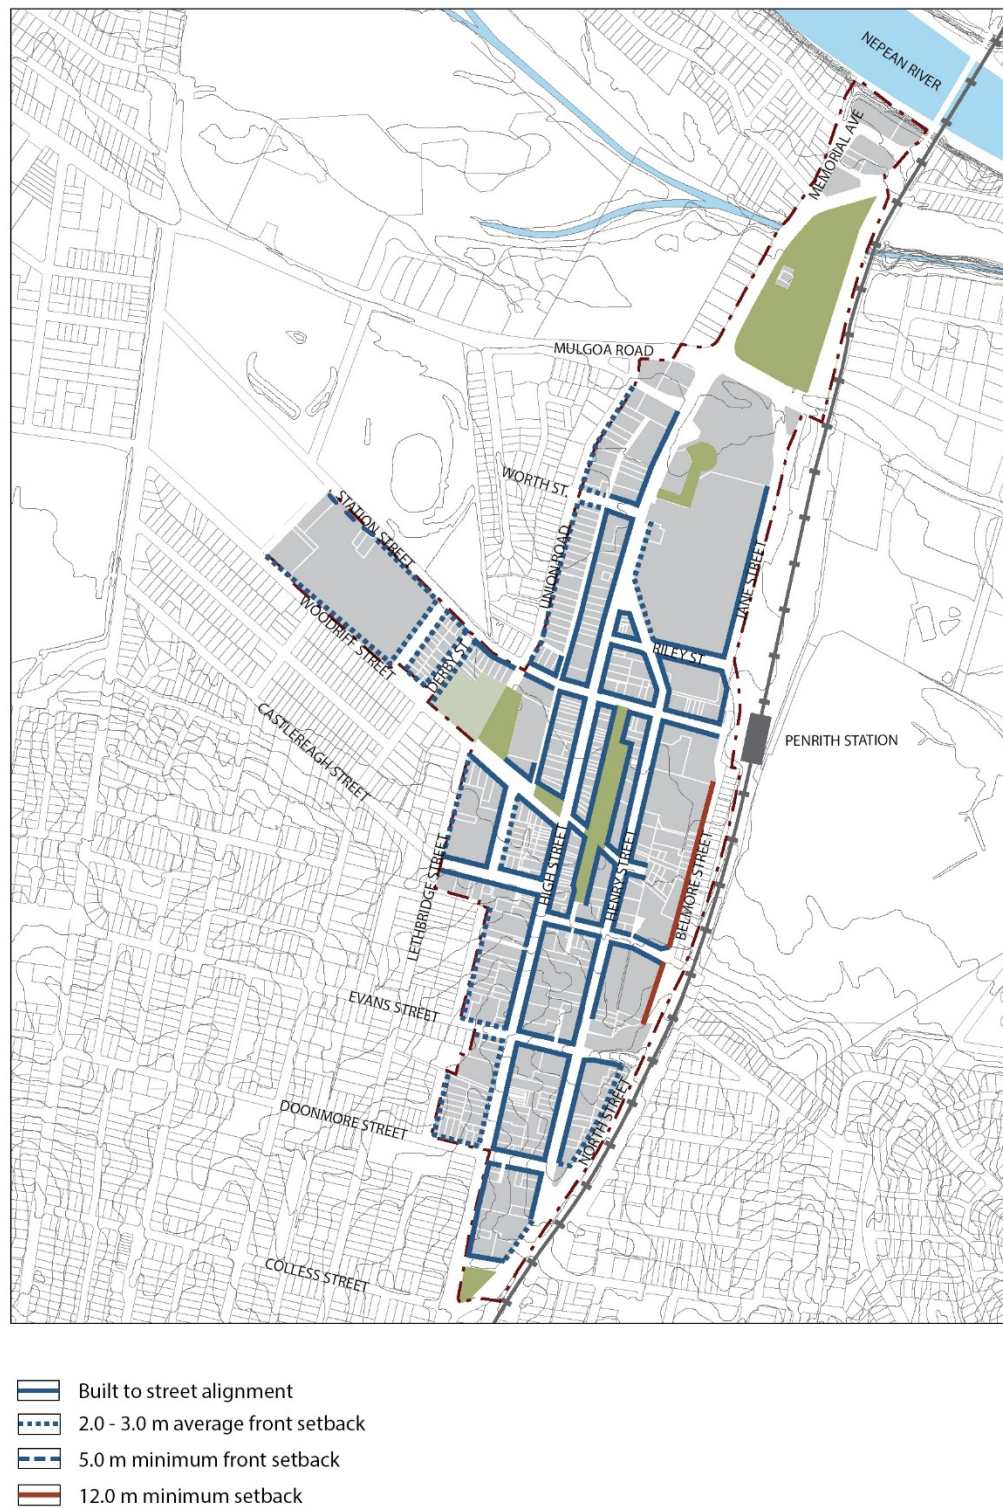 NEPEAN RIVER
MEMORIAL AVE
MULGOA ROAD
WORTH ST.
STATION STREET
UNION ROAD
JANE STREET
WOODRIFF STREET
DERBY ST.
RILEY ST.
CASTLEREAGH STREET
PENRITH STATION
LETHBRIDGE STREET
HIGH STREET
HENRY STREET
BELMORE STREET
EVANS STREET
DOONMORE STREET
NORTH STREET
COLLESS STREET
Built to street alignment
2.0 - 3.0 m average front setback
5.0 m minimum front setback
12.0 m minimum setback